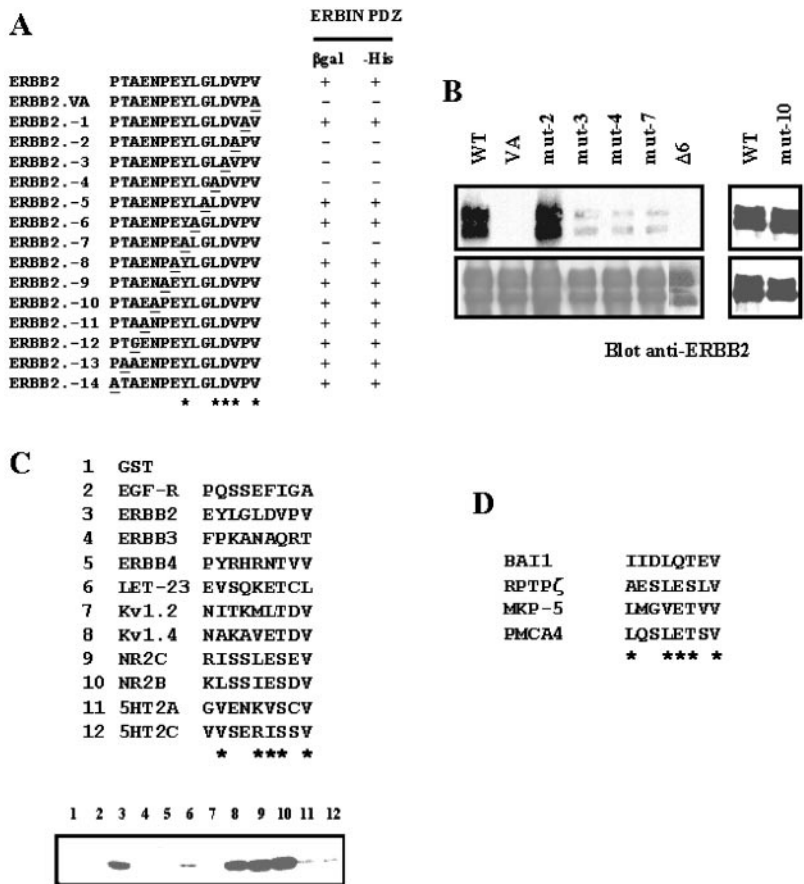 A
ERBIN PDZ
βgal -His
ERBB2 PTAENPEYLGLDVPV + +
ERBB2.VA PTAENPEYLGLDVPA - -
ERBB2.-1 PTAENPEYLGLDVAV + +
ERBB2.-2 PTAENPEYLGLDAPV - -
ERBB2.-3 PTAENPEYLGLAVPV - -
ERBB2.-4 PTAENPEYLGADVPV - -
ERBB2.-5 PTAENPEYLALDVPV + +
ERBB2.-6 PTAENPEYAGLDVPV + +
ERBB2.-7 PTAENPEALGLDVPV - -
ERBB2.-8 PTAENPAYLGLDVPV + +
ERBB2.-9 PTAENAEYLGLDVPV + +
ERBB2.-10 PTAEAPEYLGLDVPV + +
ERBB2.-11 PTAANPEYLGLDVPV + +
ERBB2.-12 PTGENPEYLGLDVPV + +
ERBB2.-13 PAAENPEYLGLDVPV + +
ERBB2.-14 ATAENPEYLGLDVPV + +
* *** *
B
WT VA mut-2 mut-3 mut-4 mut-7 Δ6 WT mut-10
Blot anti-ERBB2
C
1 GST
2 EGF-R PQSSEFIGA
3 ERBB2 EYLGLDVPV
4 ERBB3 FPKANAQRT
5 ERBB4 PYRHRNTVV
6 LET-23 EVSQKETCL
7 Kv1.2 NITKMLTDV
8 Kv1.4 NAKAVETDV
9 NR2C RISSLESEV
10 NR2B KLSSIESDV
11 5HT2A GVENKVSCV
12 5HT2C VVSERISSV
* *** *
1 2 3 4 5 6 7 8 9 10 11 12
D
BAI1 IIDLQTEV
RPTPζ AESLESLV
MKP-5 LMGVETVV
PMCA4 LQSLETSV
* *** *